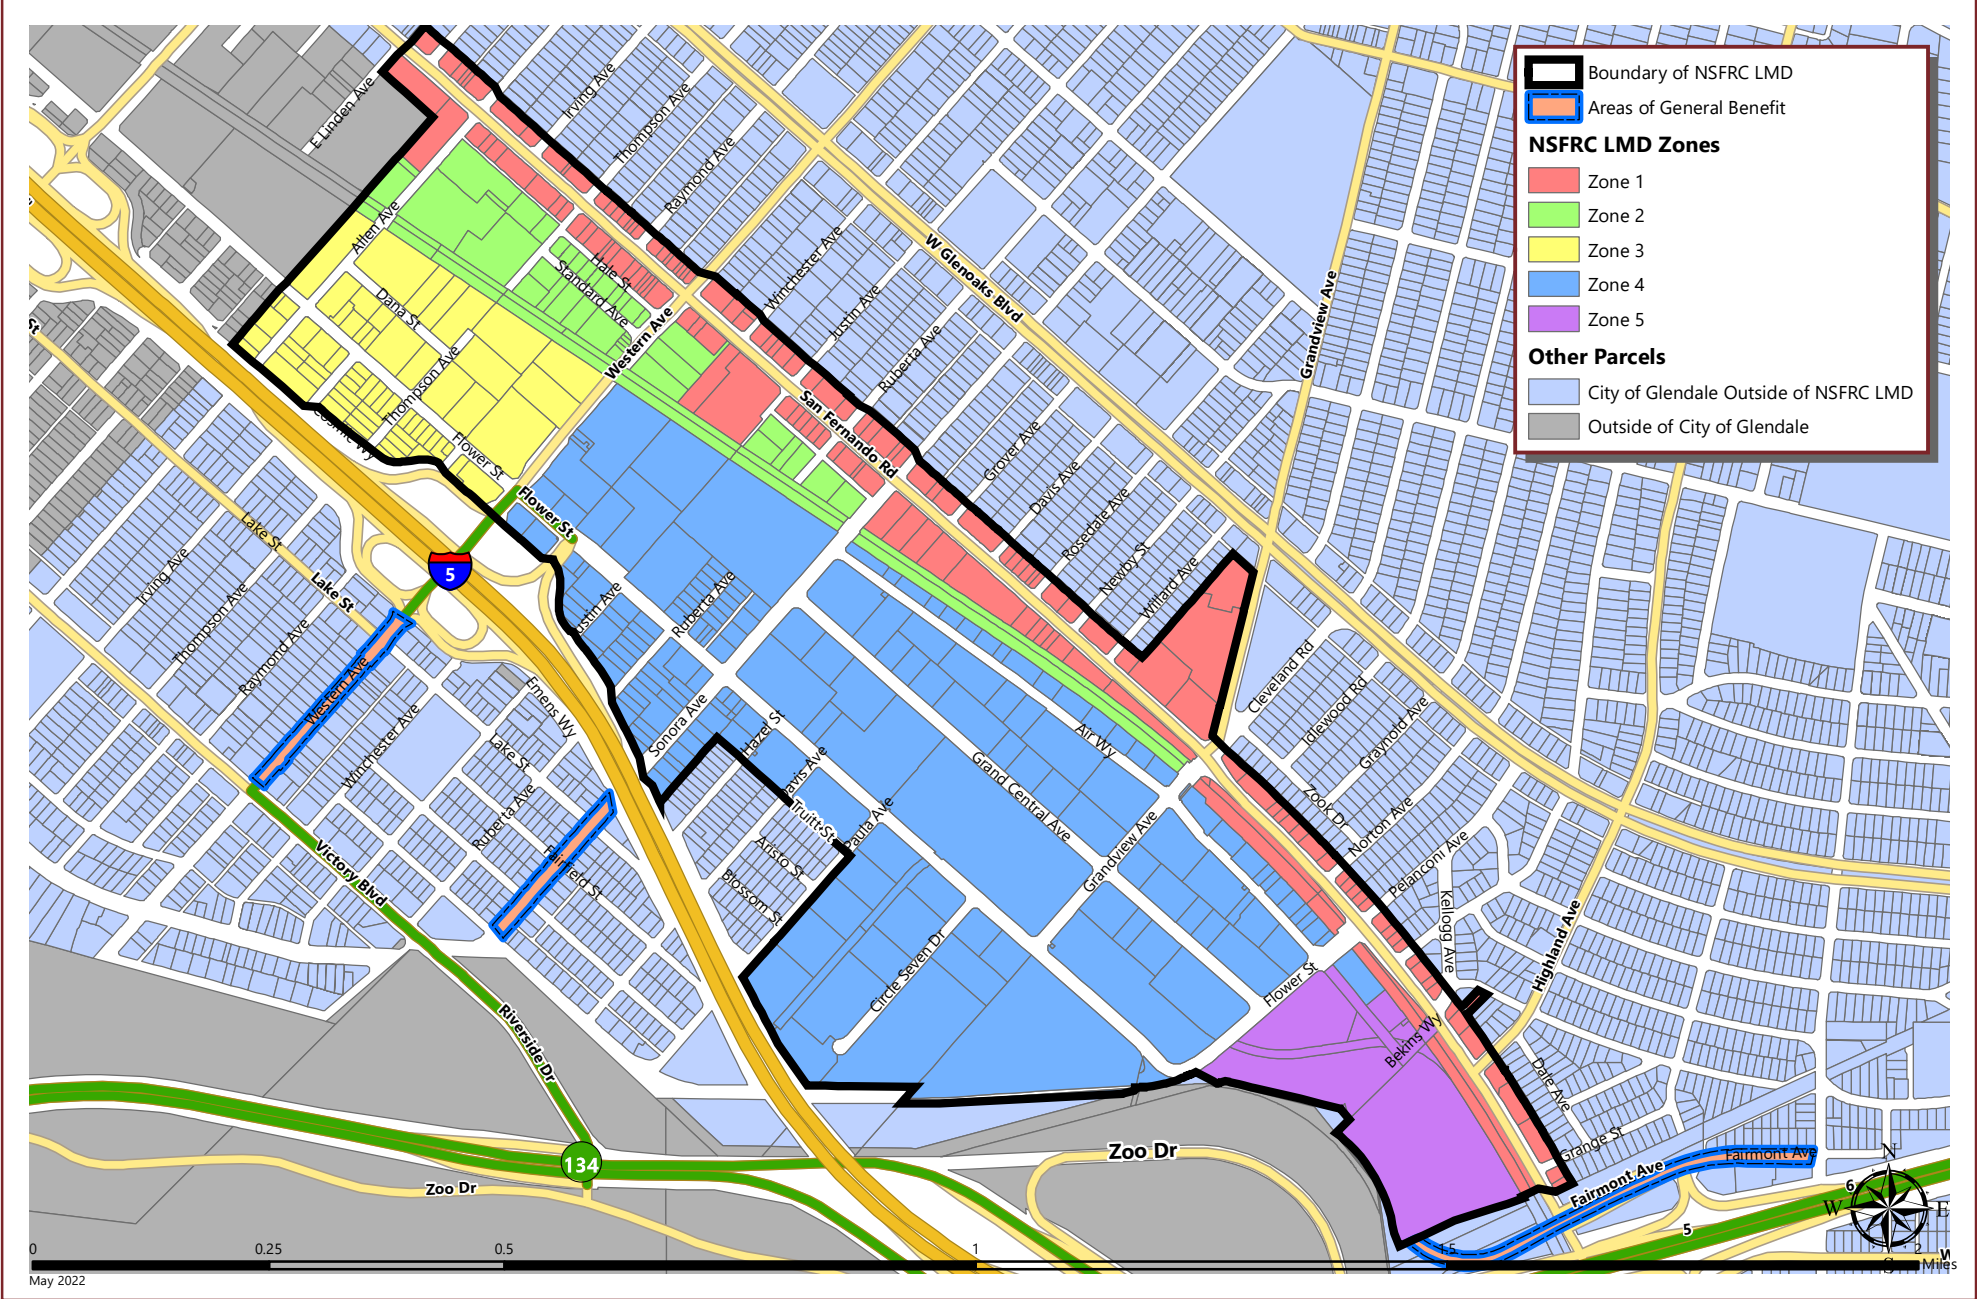 Boundary of NSFRC LMD
Areas of General Benefit
NSFRC LMD Zones
Zone 1
Zone 2
Zone 3
Zone 4
Zone 5
Other Parcels
City of Glendale Outside of NSFRC LMD
Outside of City of Glendale
E Linden Ave
Irving Ave
Thompson Ave
Raymond Ave
Allen Ave
Hale St
Standard Ave
Dana St
Western Ave
Winchester Ave
Justin Ave
Ruberta Ave
W Glenoaks Blvd
Grandview Ave
Thompson Ave
Flower St
San Fernando Rd
Grover Ave
Davis Ave
Rosedale Ave
Newby St
Willard Ave
Flower St
5
Lake St
Lake St
Irving Ave
Thompson Ave
Raymond Ave
Western Ave
Winchester Ave
Ruberta Ave
Sonora Ave
Hazel St
Truitt St
Paula Ave
Aristo St
Blossom St
Emens Wy
Lake St
Ruberta Ave
Fairfield St
Air Wy
Grand Central Ave
Grandview Ave
Cleveland Rd
Idlewood Rd
Graynold Ave
Zook Dr
Norton Ave
Pelanconi Ave
Kellogg Ave
Highland Ave
Victory Blvd
Riverside Dr
Circle Seven Dr
Flower St
Bekins Wy
Dale Ave
Grange St
Fairmont Ave
Fairmont Ave
134
Zoo Dr
Zoo Dr
6
5
N
W
E
S
0
0.25
0.5
1
1.5
2
Miles
May 2022